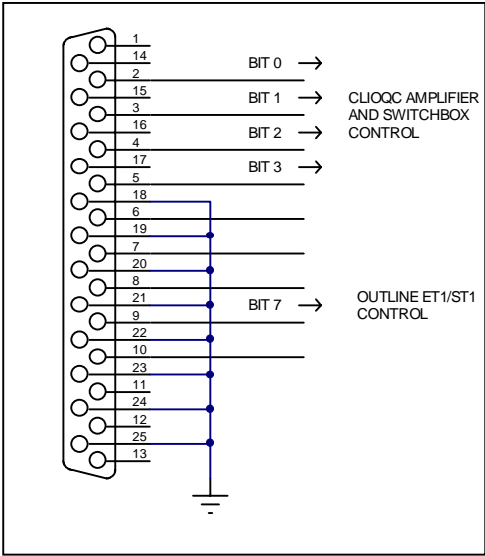 1
14
BIT 0
2
15
BIT 1
CLIOQC AMPLIFIER
AND SWITCHBOX
CONTROL
3
16
BIT 2
4
17
BIT 3
5
18
6
19
7
20
8
21
BIT 7
OUTLINE ET1/ST1
CONTROL
9
22
10
23
11
24
12
25
13